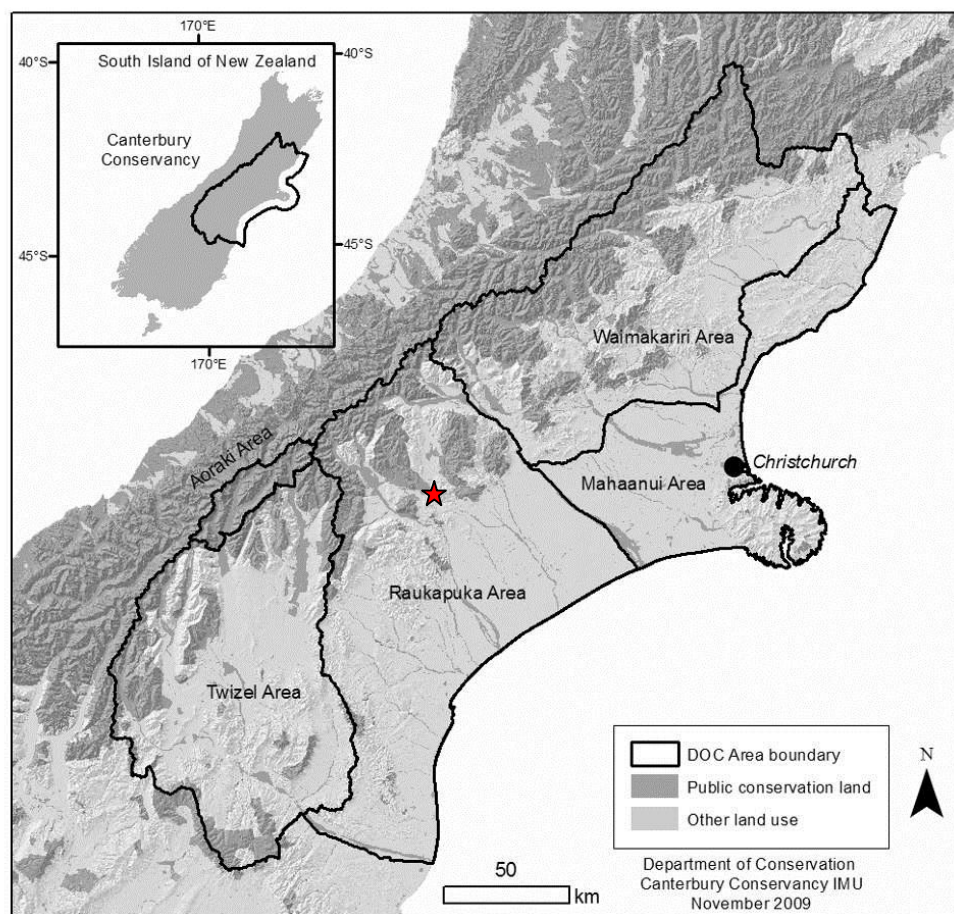 170°E
40°S
40°S
South Island of New Zealand
Canterbury
Conservancy
45°S
45°S
170°E
Waimakariri Area
Aoraki Area
Christchurch
Mahaanui Area
Raukapuka Area
Twizel Area
DOC Area boundary
Public conservation land
Other land use
N
50
km
Department of Conservation
Canterbury Conservancy IMU
November 2009